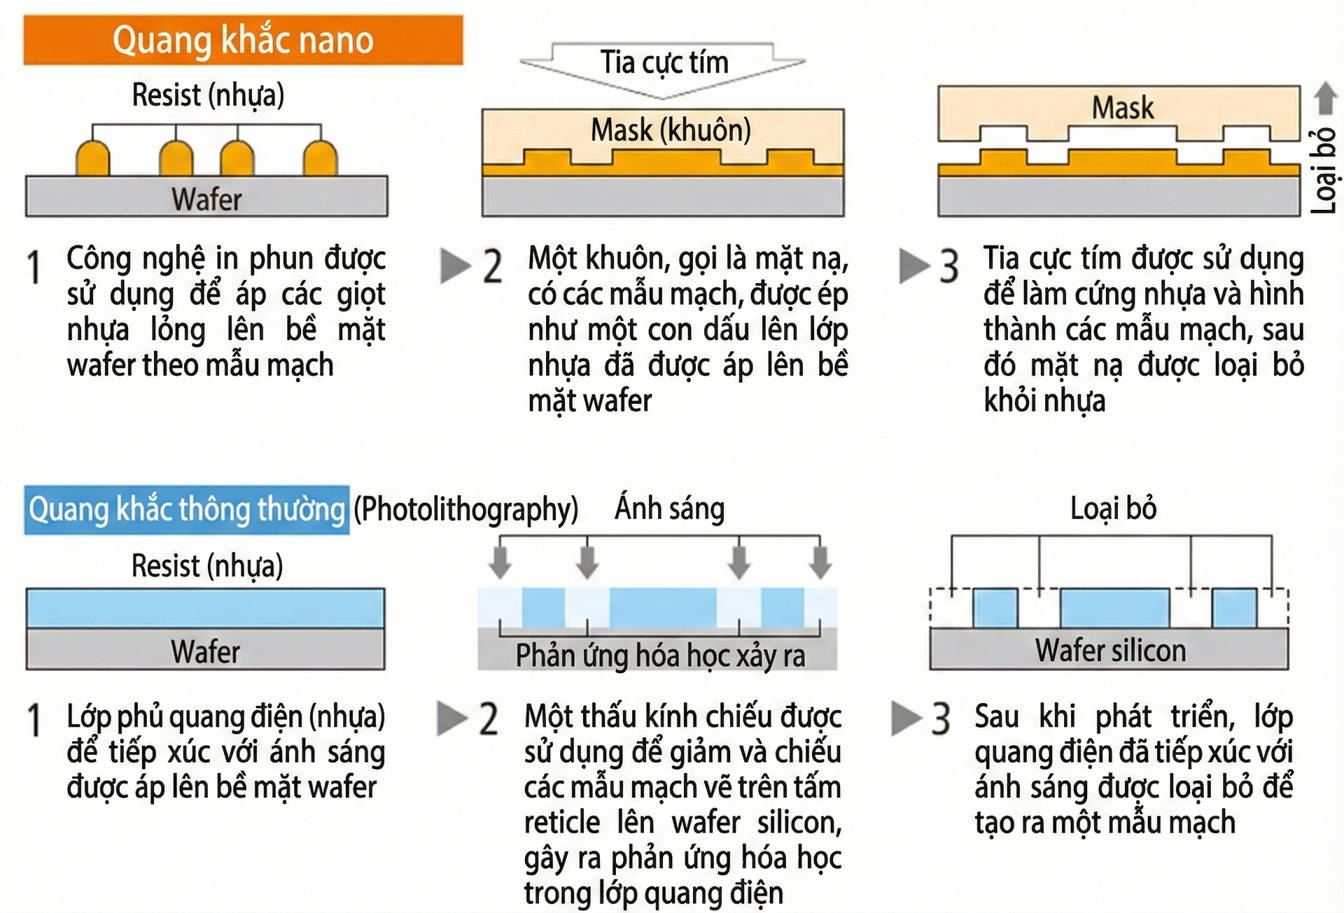 Quang khắc nano
Resist (nhựa)
Wafer
Tia cực tím
Mask (khuôn)
Mask
Loại bỏ
1 Công nghệ in phun được
sử dụng để áp các giọt
nhựa lỏng lên bề mặt
wafer theo mẫu mạch
2 Một khuôn, gọi là mặt nạ,
có các mẫu mạch, được ép
như một con dấu lên lớp
nhựa đã được áp lên bề
mặt wafer
3 Tia cực tím được sử dụng
để làm cứng nhựa và hình
thành các mẫu mạch, sau
đó mặt nạ được loại bỏ
khỏi nhựa
Quang khắc thông thường (Photolithography)
Resist (nhựa)
Wafer
Ánh sáng
Phản ứng hóa học xảy ra
Loại bỏ
Wafer silicon
1 Lớp phủ quang điện (nhựa)
để tiếp xúc với ánh sáng
được áp lên bề mặt wafer
2 Một thấu kính chiếu được
sử dụng để giảm và chiếu
các mẫu mạch vẽ trên tấm
reticle lên wafer silicon,
gây ra phản ứng hóa học
trong lớp quang điện
3 Sau khi phát triển, lớp
quang điện đã tiếp xúc với
ánh sáng được loại bỏ để
tạo ra một mẫu mạch